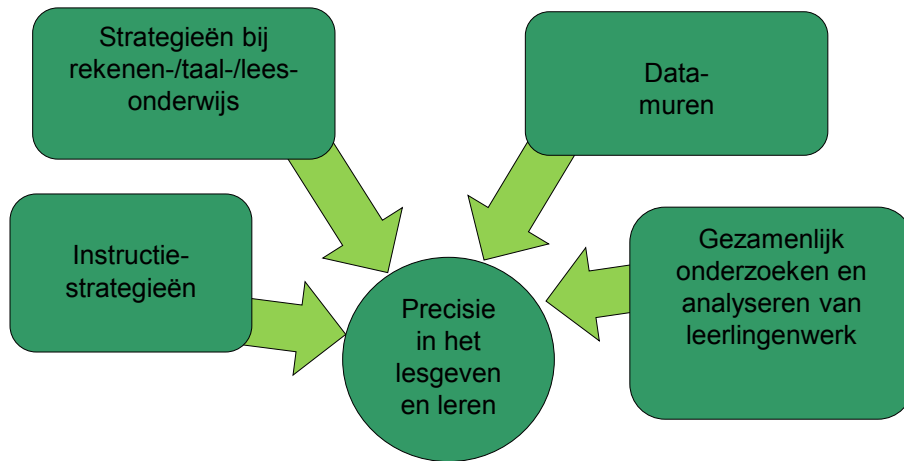 Strategieën bij
rekenen-/taal-/lees-
onderwijs
Data-
muren
Instructie-
strategieën
Gezamenlijk
onderzoeken en
analyseren van
leerlingenwerk
Precisie
in het
lesgeven
en leren